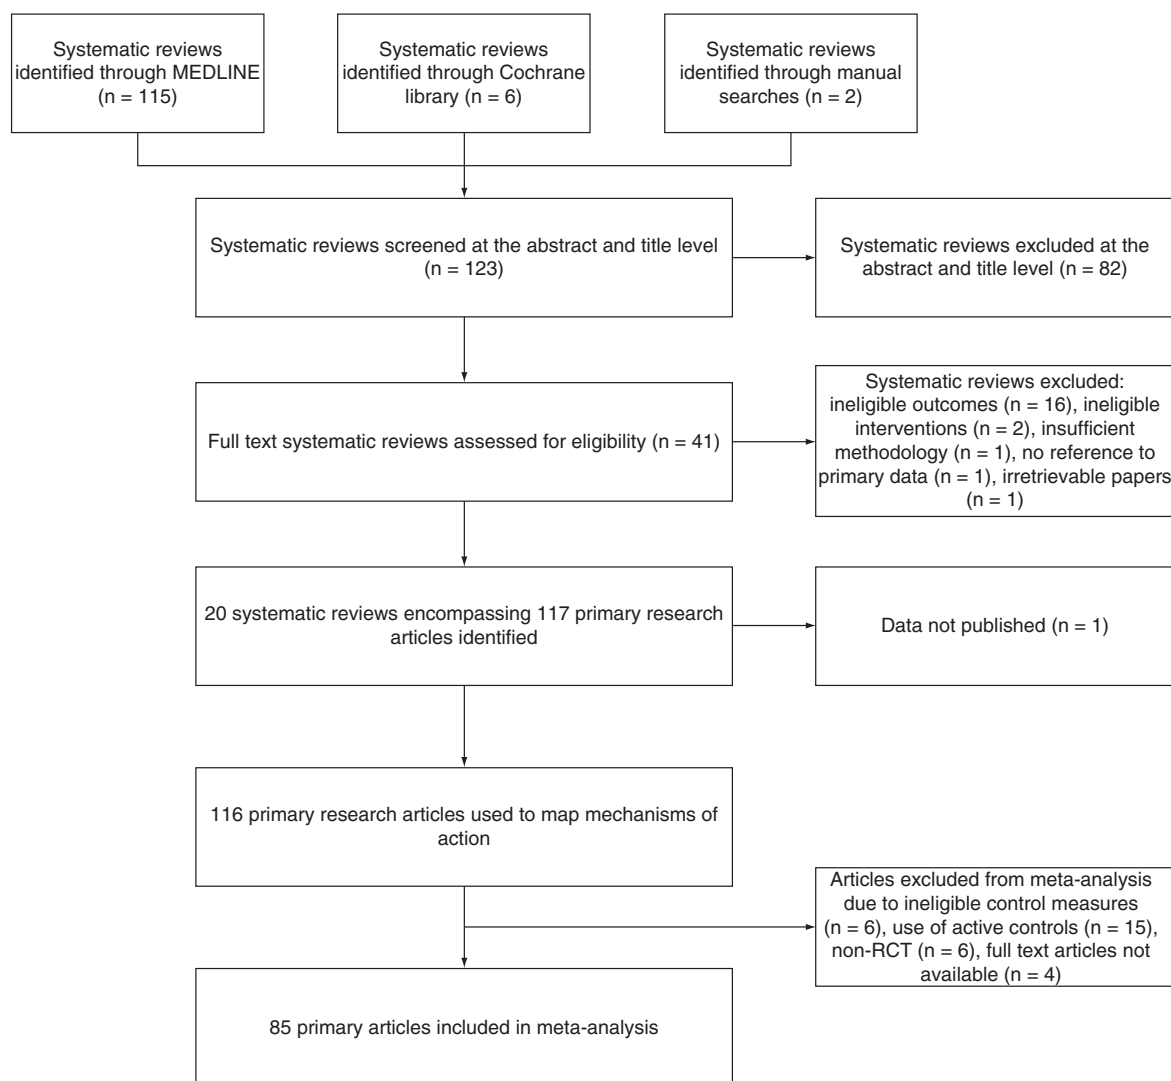 Systematic reviews
identified through MEDLINE
(n = 115)
Systematic reviews
identified through Cochrane
library (n = 6)
Systematic reviews
identified through manual
searches (n = 2)
Systematic reviews screened at the abstract and title level
(n = 123)
Systematic reviews excluded at the
abstract and title level (n = 82)
Full text systematic reviews assessed for eligibility (n = 41)
Systematic reviews excluded:
ineligible outcomes (n = 16), ineligible
interventions (n = 2), insufficient
methodology (n = 1), no reference to
primary data (n = 1), irretrievable papers
(n = 1)
20 systematic reviews encompassing 117 primary research
articles identified
Data not published (n = 1)
116 primary research articles used to map mechanisms of
action
Articles excluded from meta-analysis
due to ineligible control measures
(n = 6), use of active controls (n = 15),
non-RCT (n = 6), full text articles not
available (n = 4)
85 primary articles included in meta-analysis